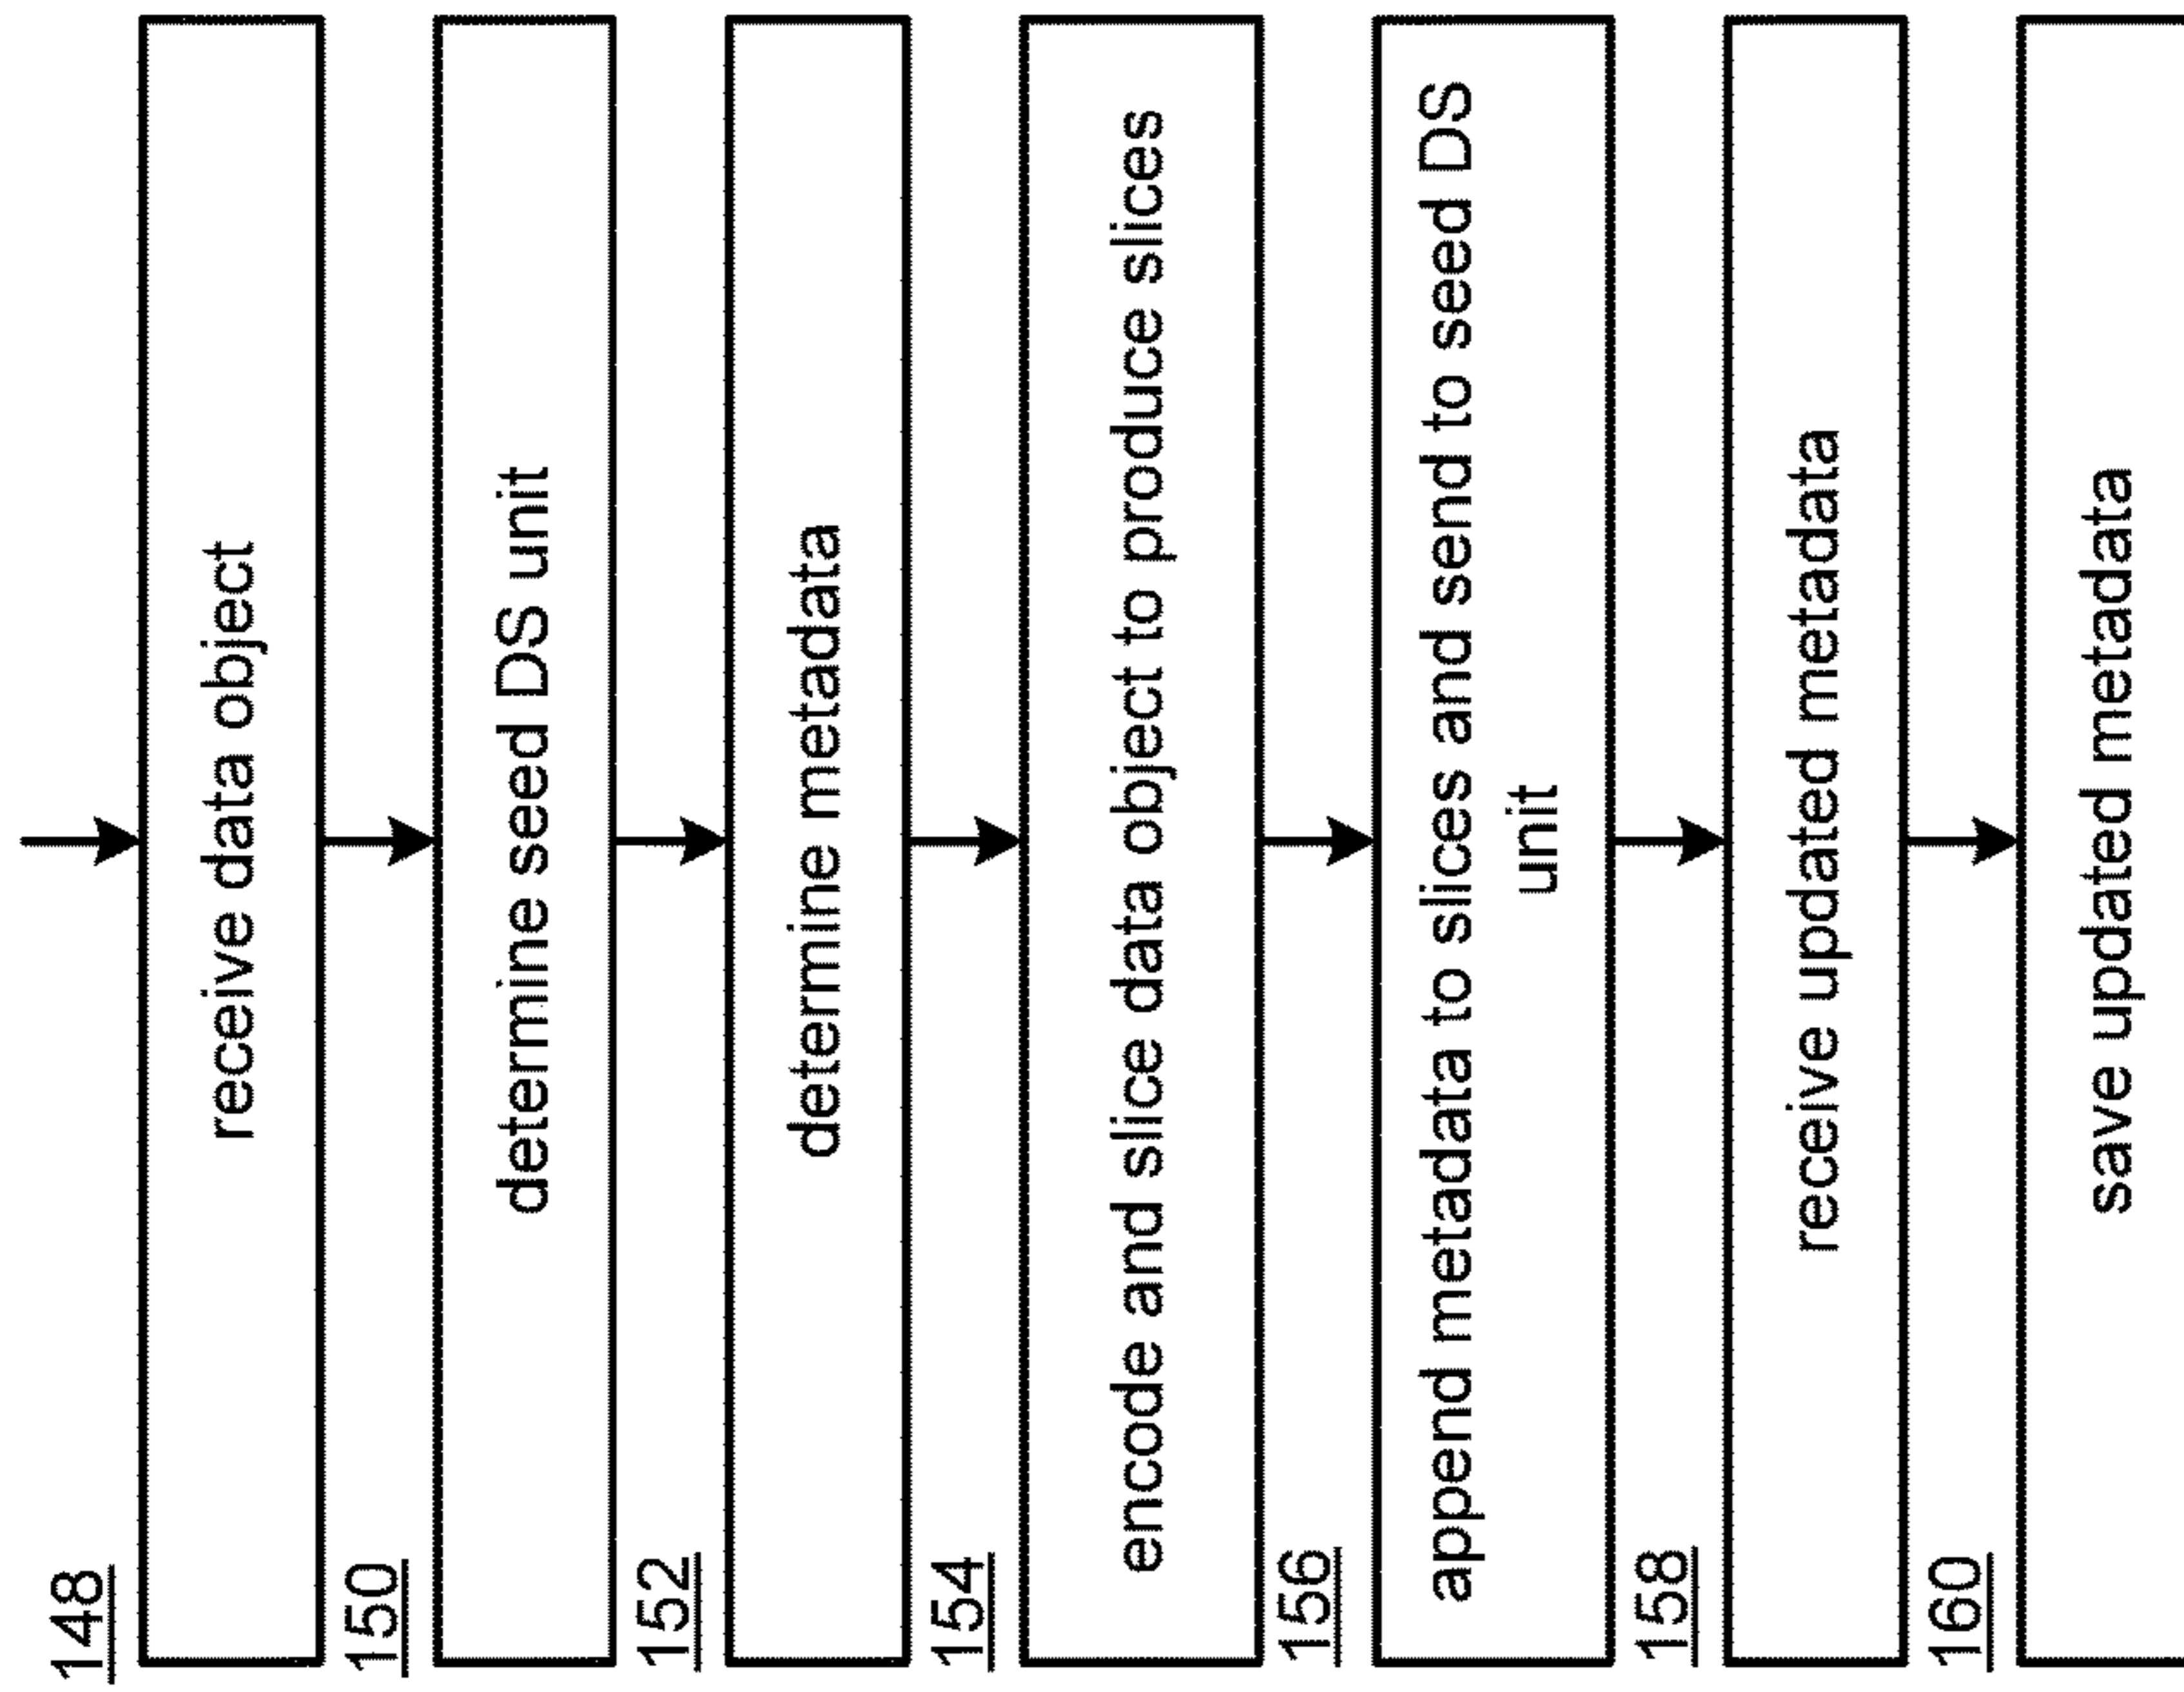 148
receive data object
150
determine seed DS unit
152
determine metadata
154
encode and slice data object to produce slices
156
append metadata to slices and send to seed DS
unit
158
receive updated metadata
160
save updated metadata